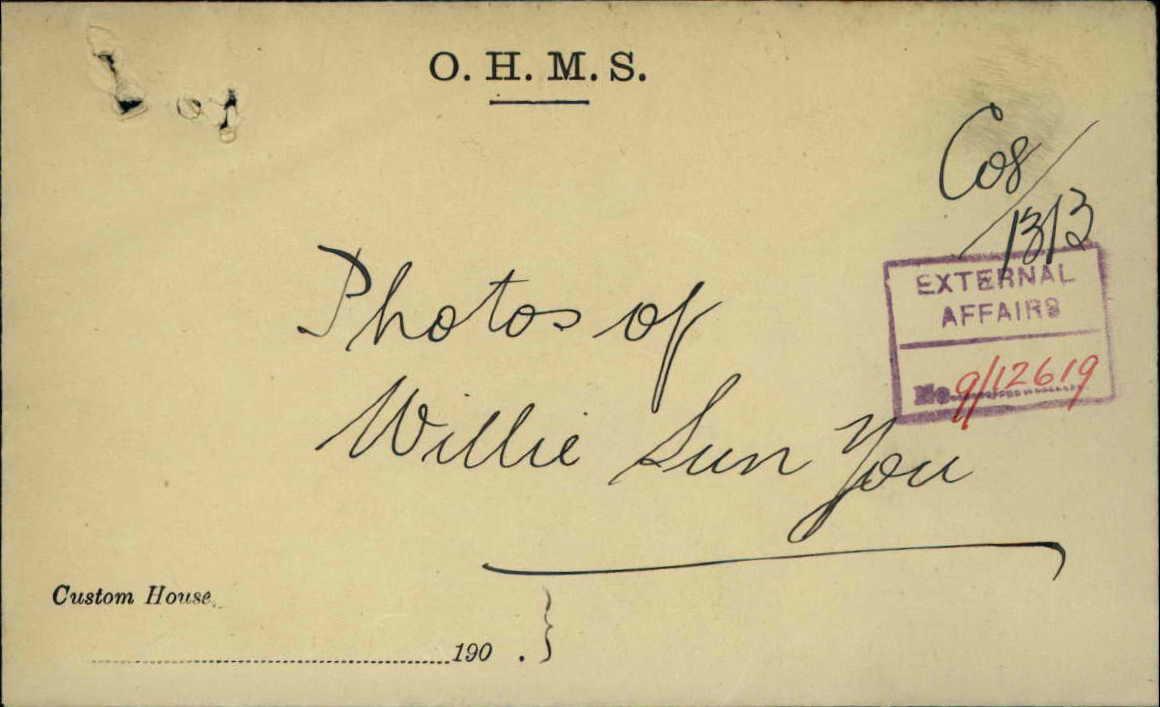 O. H. M. S.
Cos
1313
EXTERNAL
AFFAIRS
No. 9/12619
Photos of
Willie Sun You
Custom House,
190 .